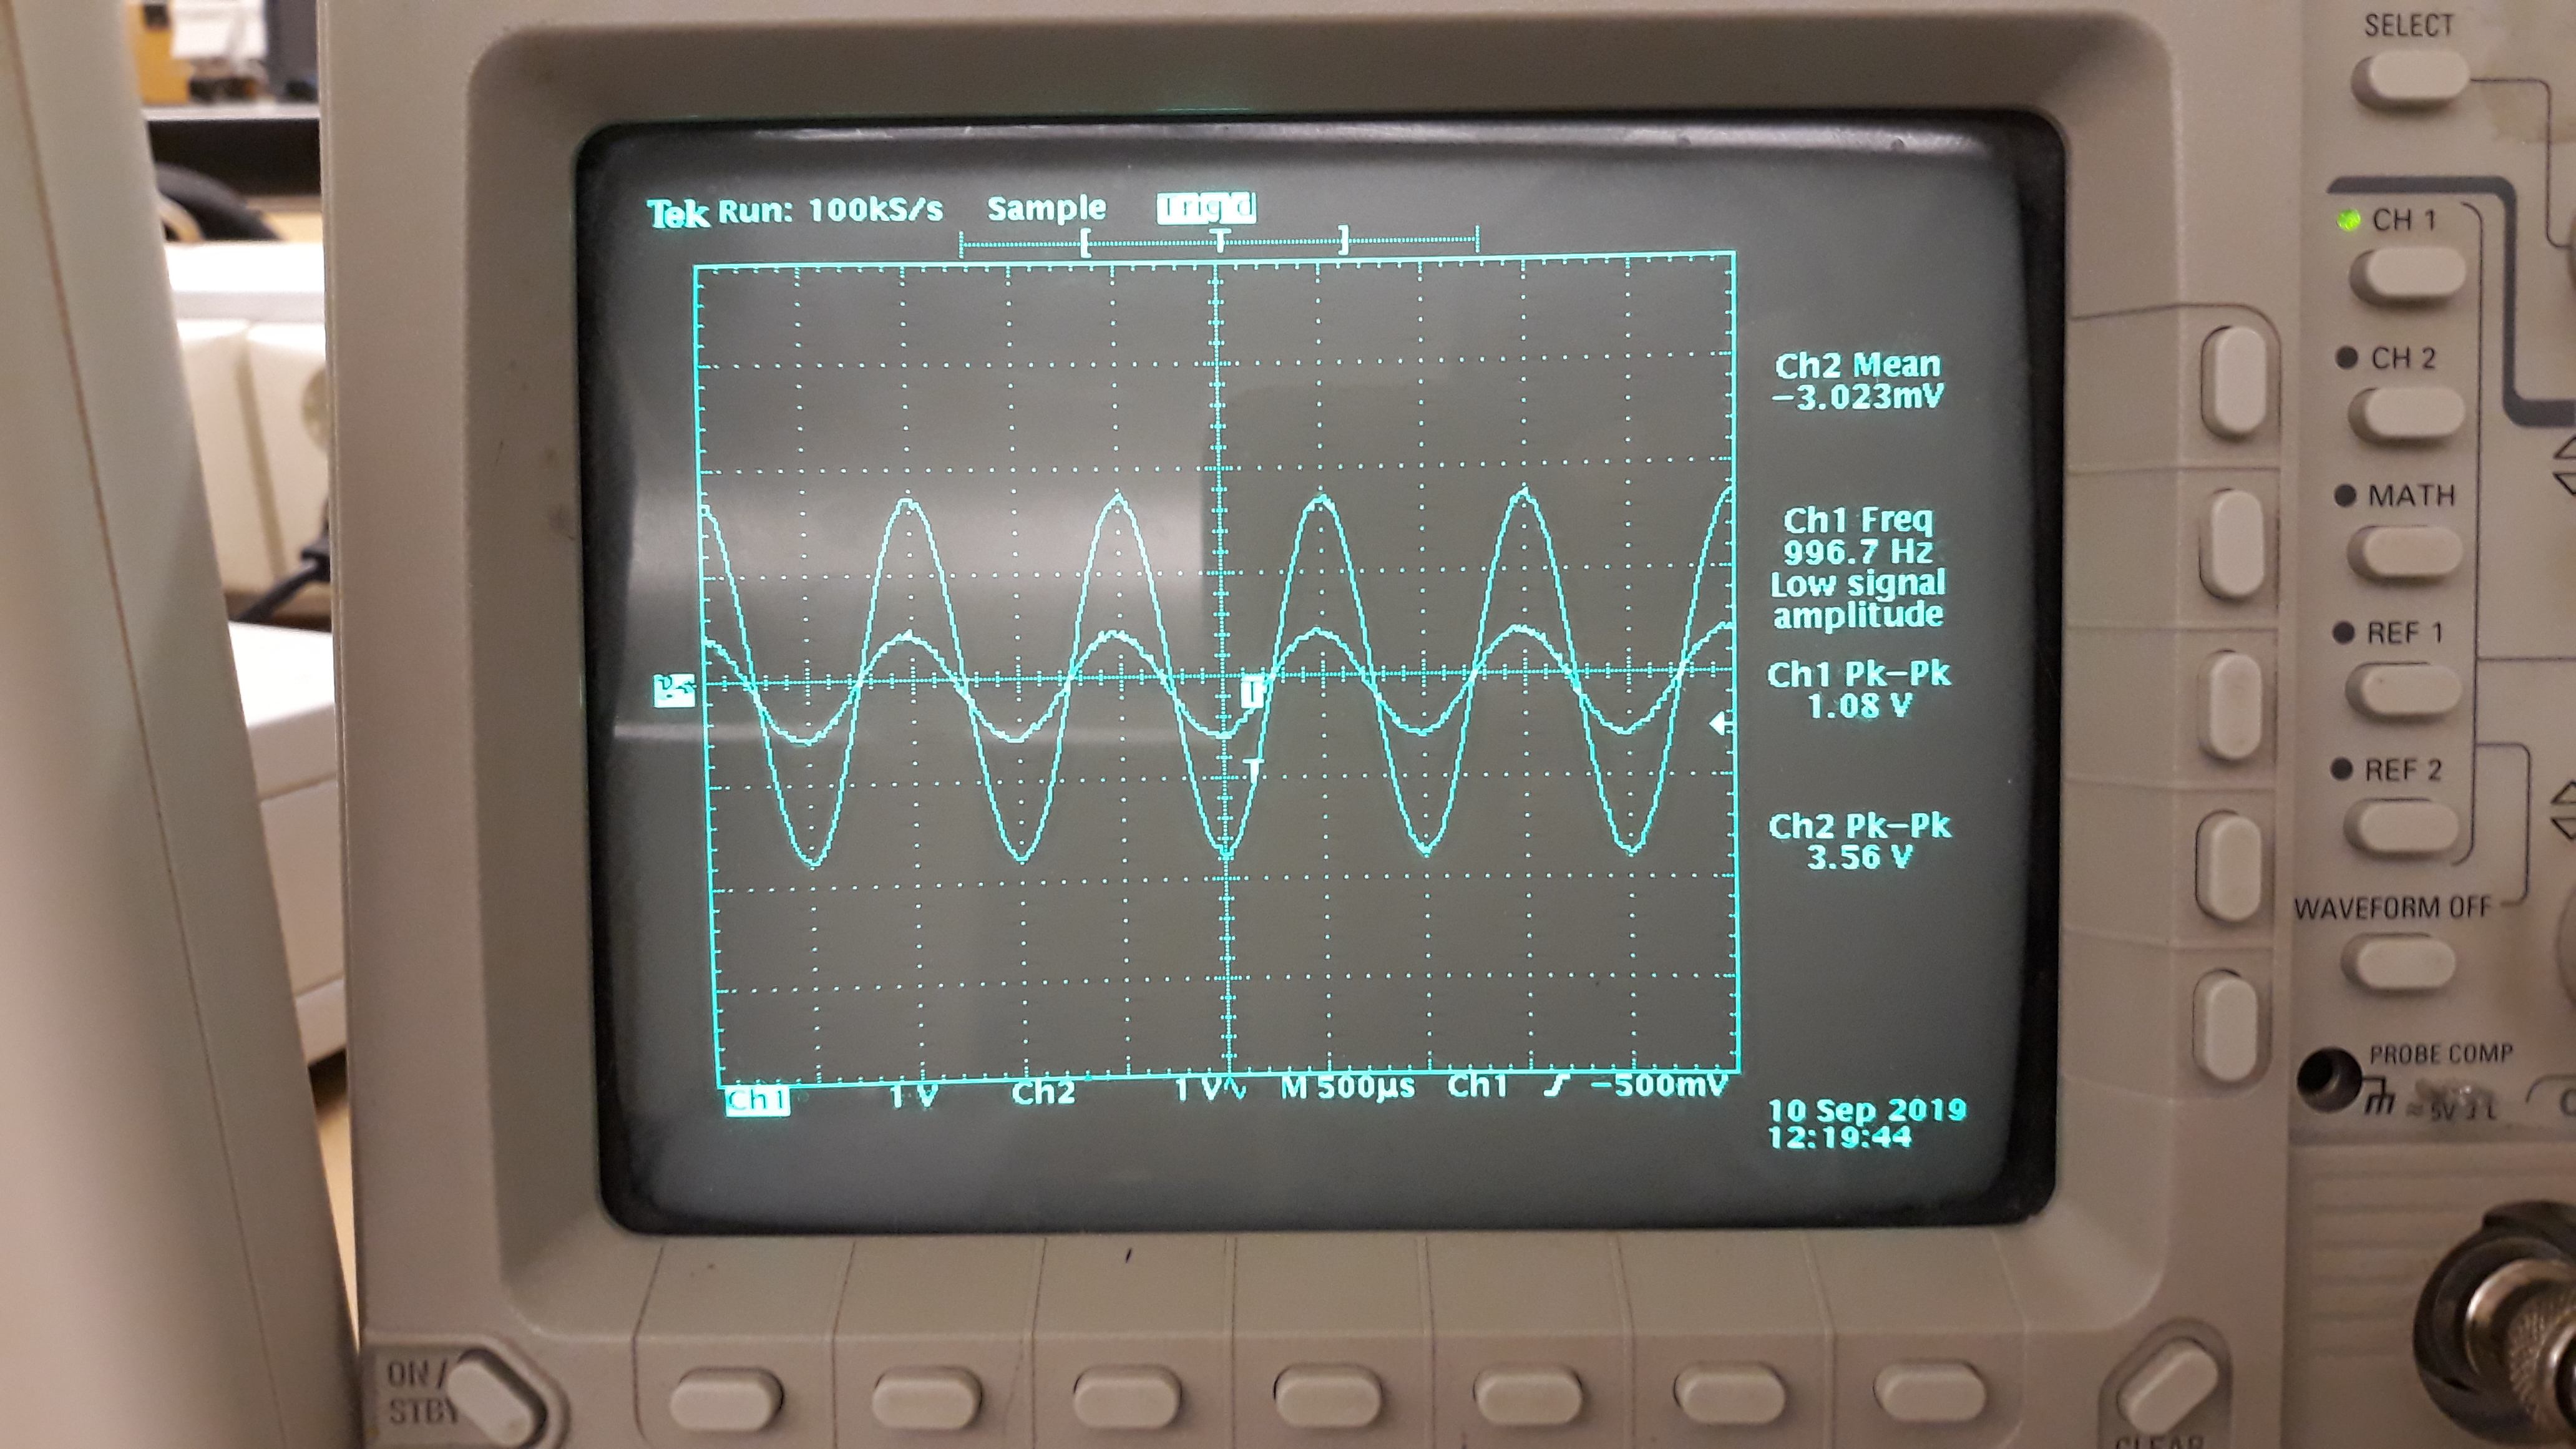 Tek Run: 100kS/s Sample Trig'd
[ T ]
Ch2 Mean
-3.023mV
Ch1 Freq
996.7 Hz
Low signal
amplitude
Ch1 Pk-Pk
1.08 V
Ch2 Pk-Pk
3.56 V
T
T
Ch1 1 V Ch2 1 V∿ M 500µs Ch1 -500mV
10 Sep 2019
12:19:44
SELECT
CH 1
CH 2
MATH
REF 1
REF 2
WAVEFORM OFF
PROBE COMP
ON /
STBY
CLEAR